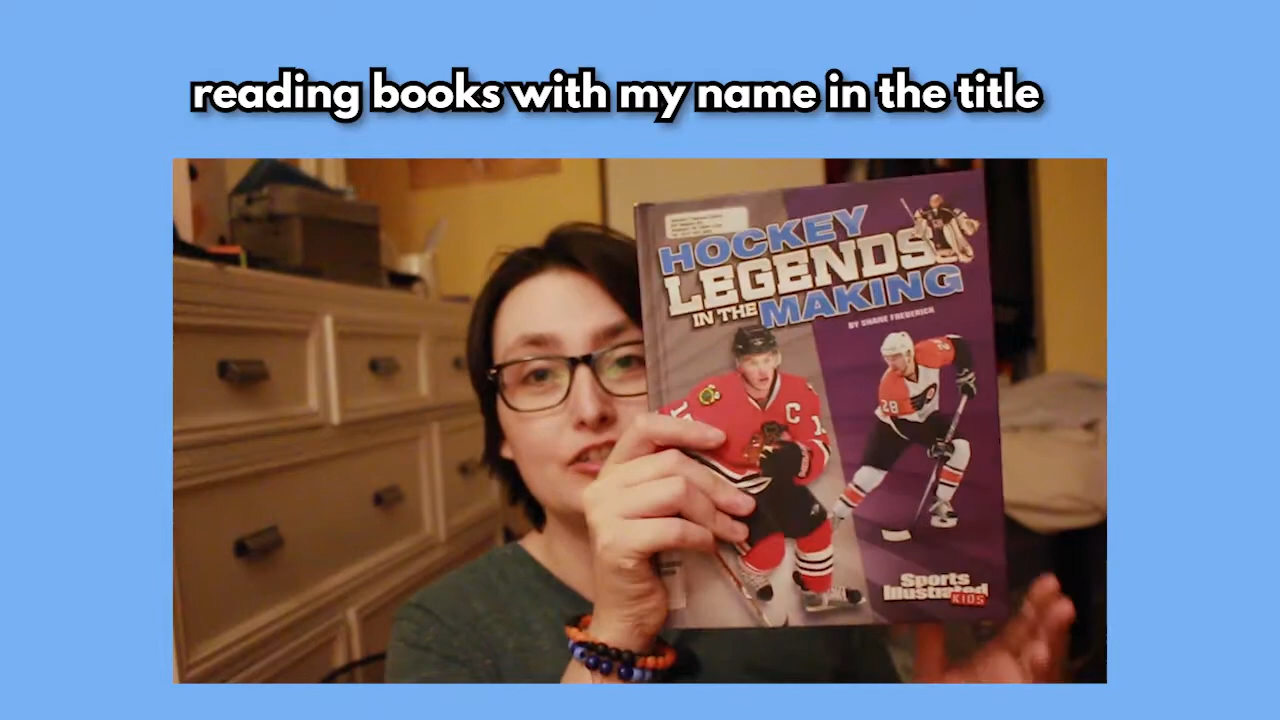 reading books with my name in the title
HOCKEY
LEGENDS
IN THE MAKING
BY SHANE FREDERICK
C
28
Sports
Illustrated
KIDS